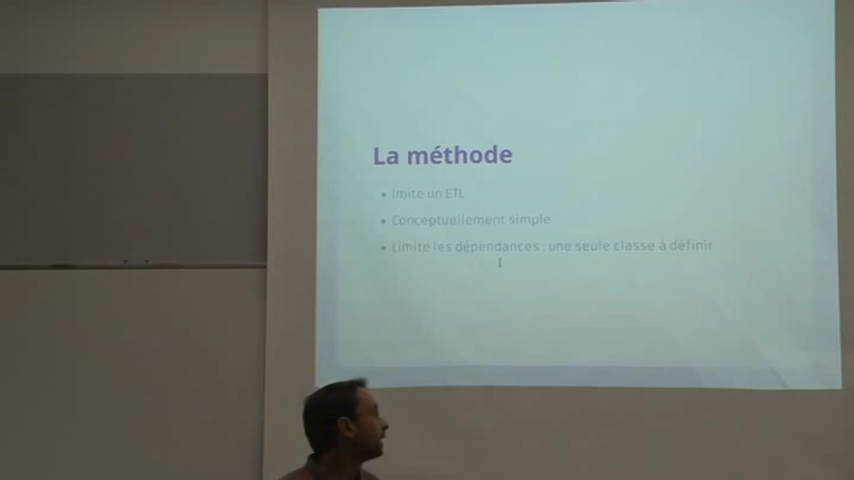 La méthode
Imite un ETL
Conceptuellement simple
Limite les dépendances : une seule classe à définir